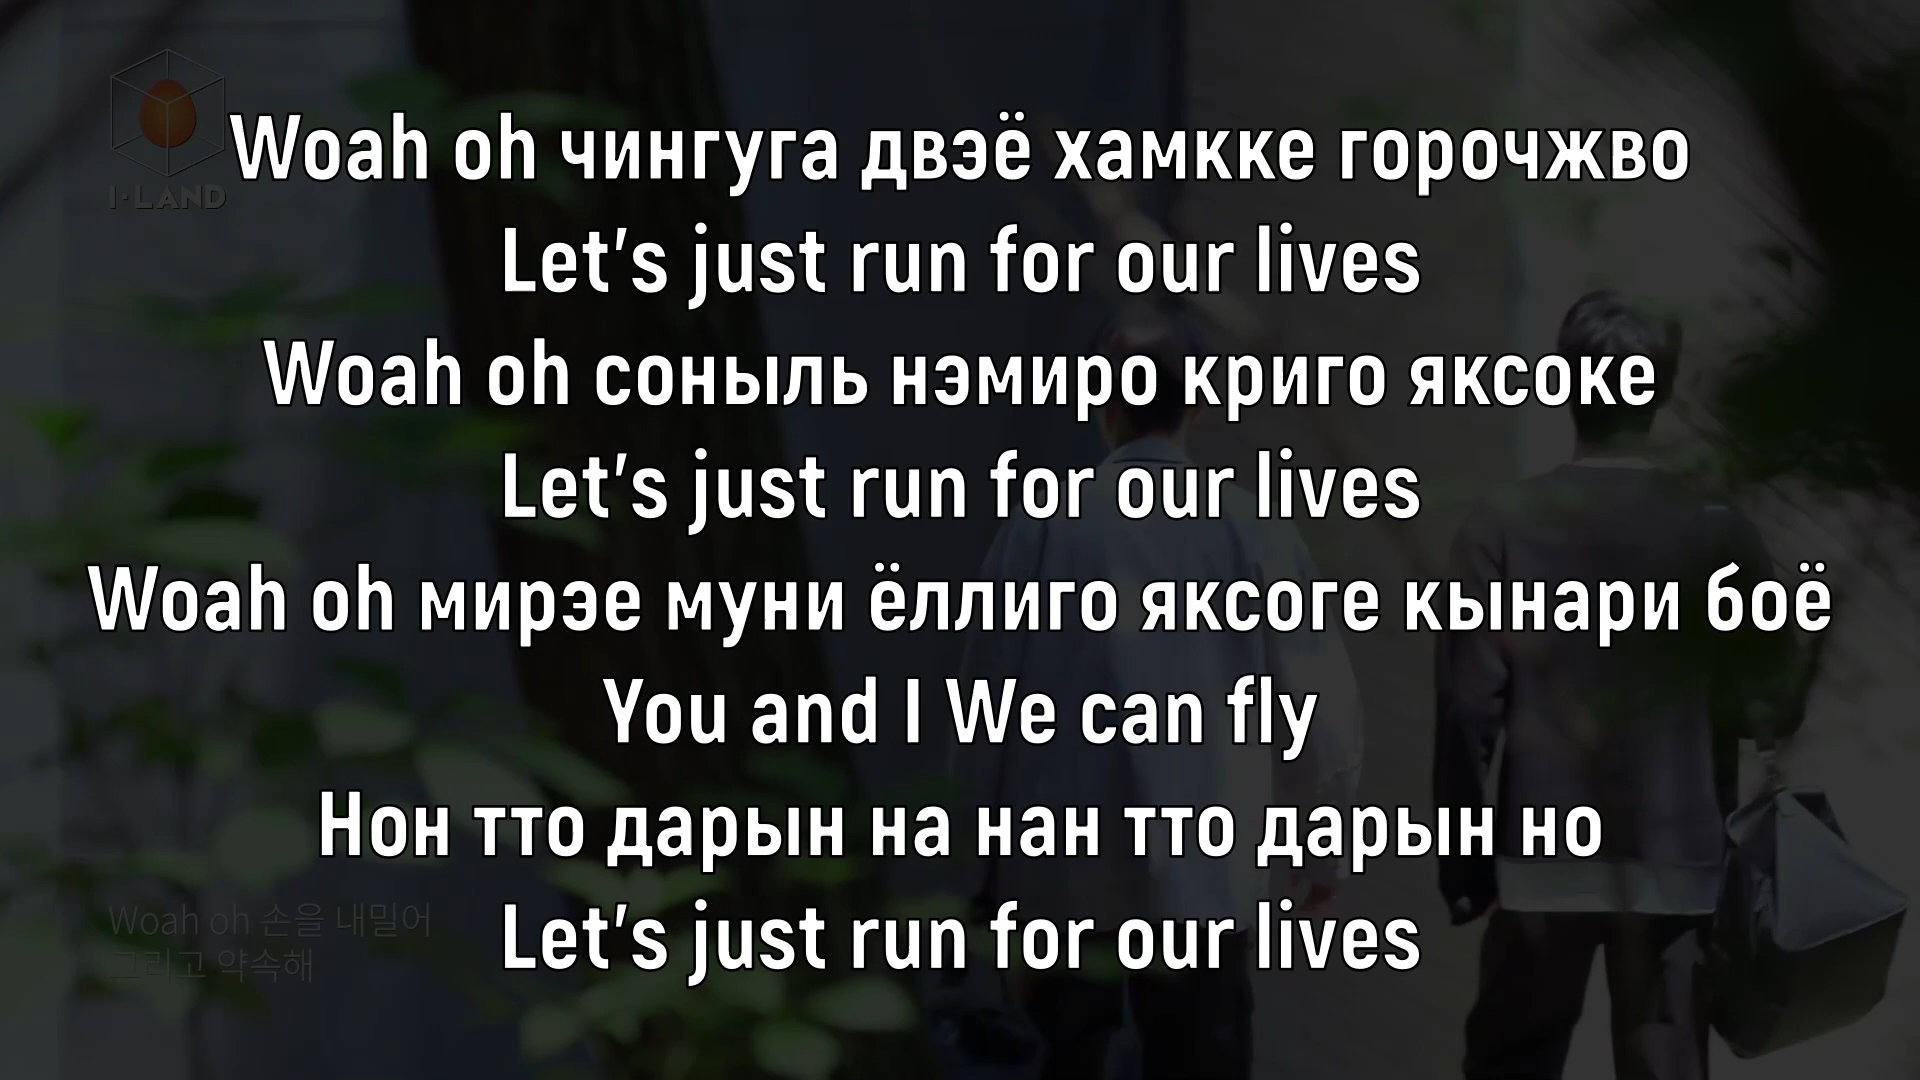 I·LAND
Woah oh чингуга двэё хамкке горочжво
Let's just run for our lives
Woah oh соныль нэмиро криго яксоке
Let's just run for our lives
Woah oh мирэе муни ёллиго яксоге кынари боё
You and I We can fly
Нон тто дарын на нан тто дарын но
Let's just run for our lives
Woah oh 손을 내밀어
그리고 약속해